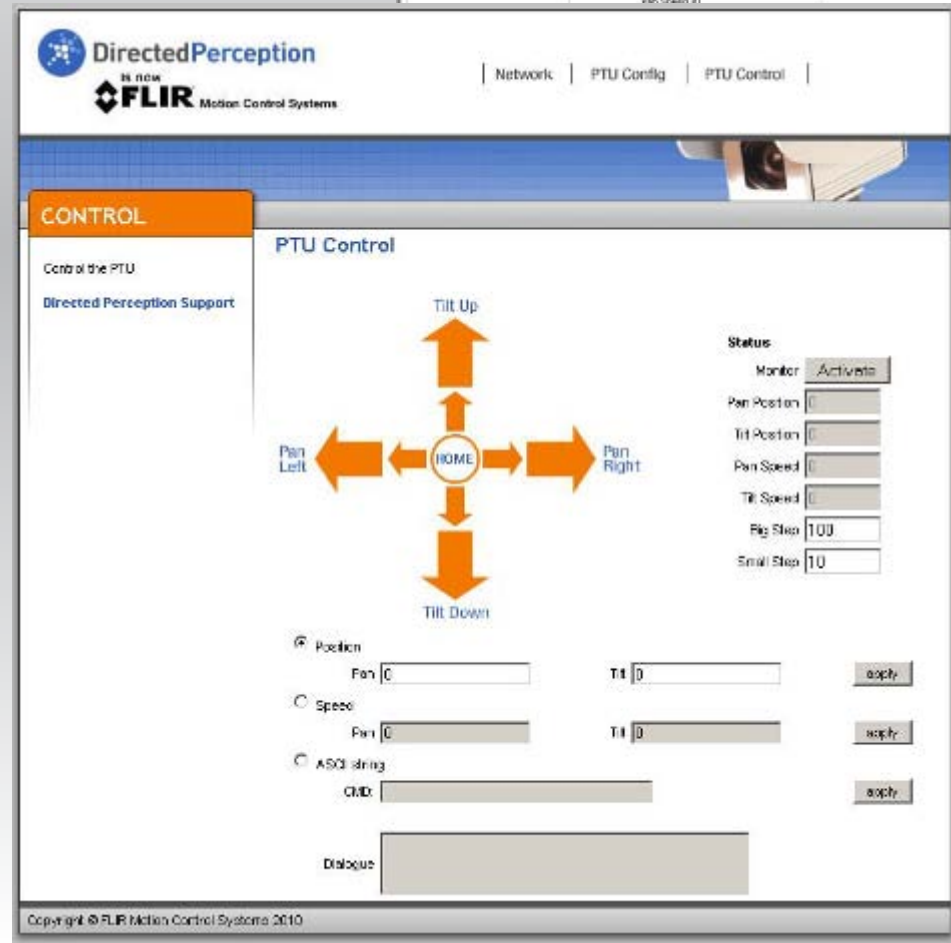 DirectedPerception
is now
FLIR Motion Control Systems
Network
PTU Config
PTU Control
CONTROL
Control the PTU
Directed Perception Support
PTU Control
Tilt Up
Pan Left
HOME
Pan Right
Tilt Down
Status
Monitor Activate
Pan Position 0
Tilt Position 0
Pan Speed 0
Tilt Speed 0
Big Step 100
Small Step 10
Position
Pan 0 Tilt 0 apply
Speed
Pan 0 Tilt 0 apply
ASCII string
CMD: apply
Dialogue
Copyright © FLIR Motion Control Systems 2010